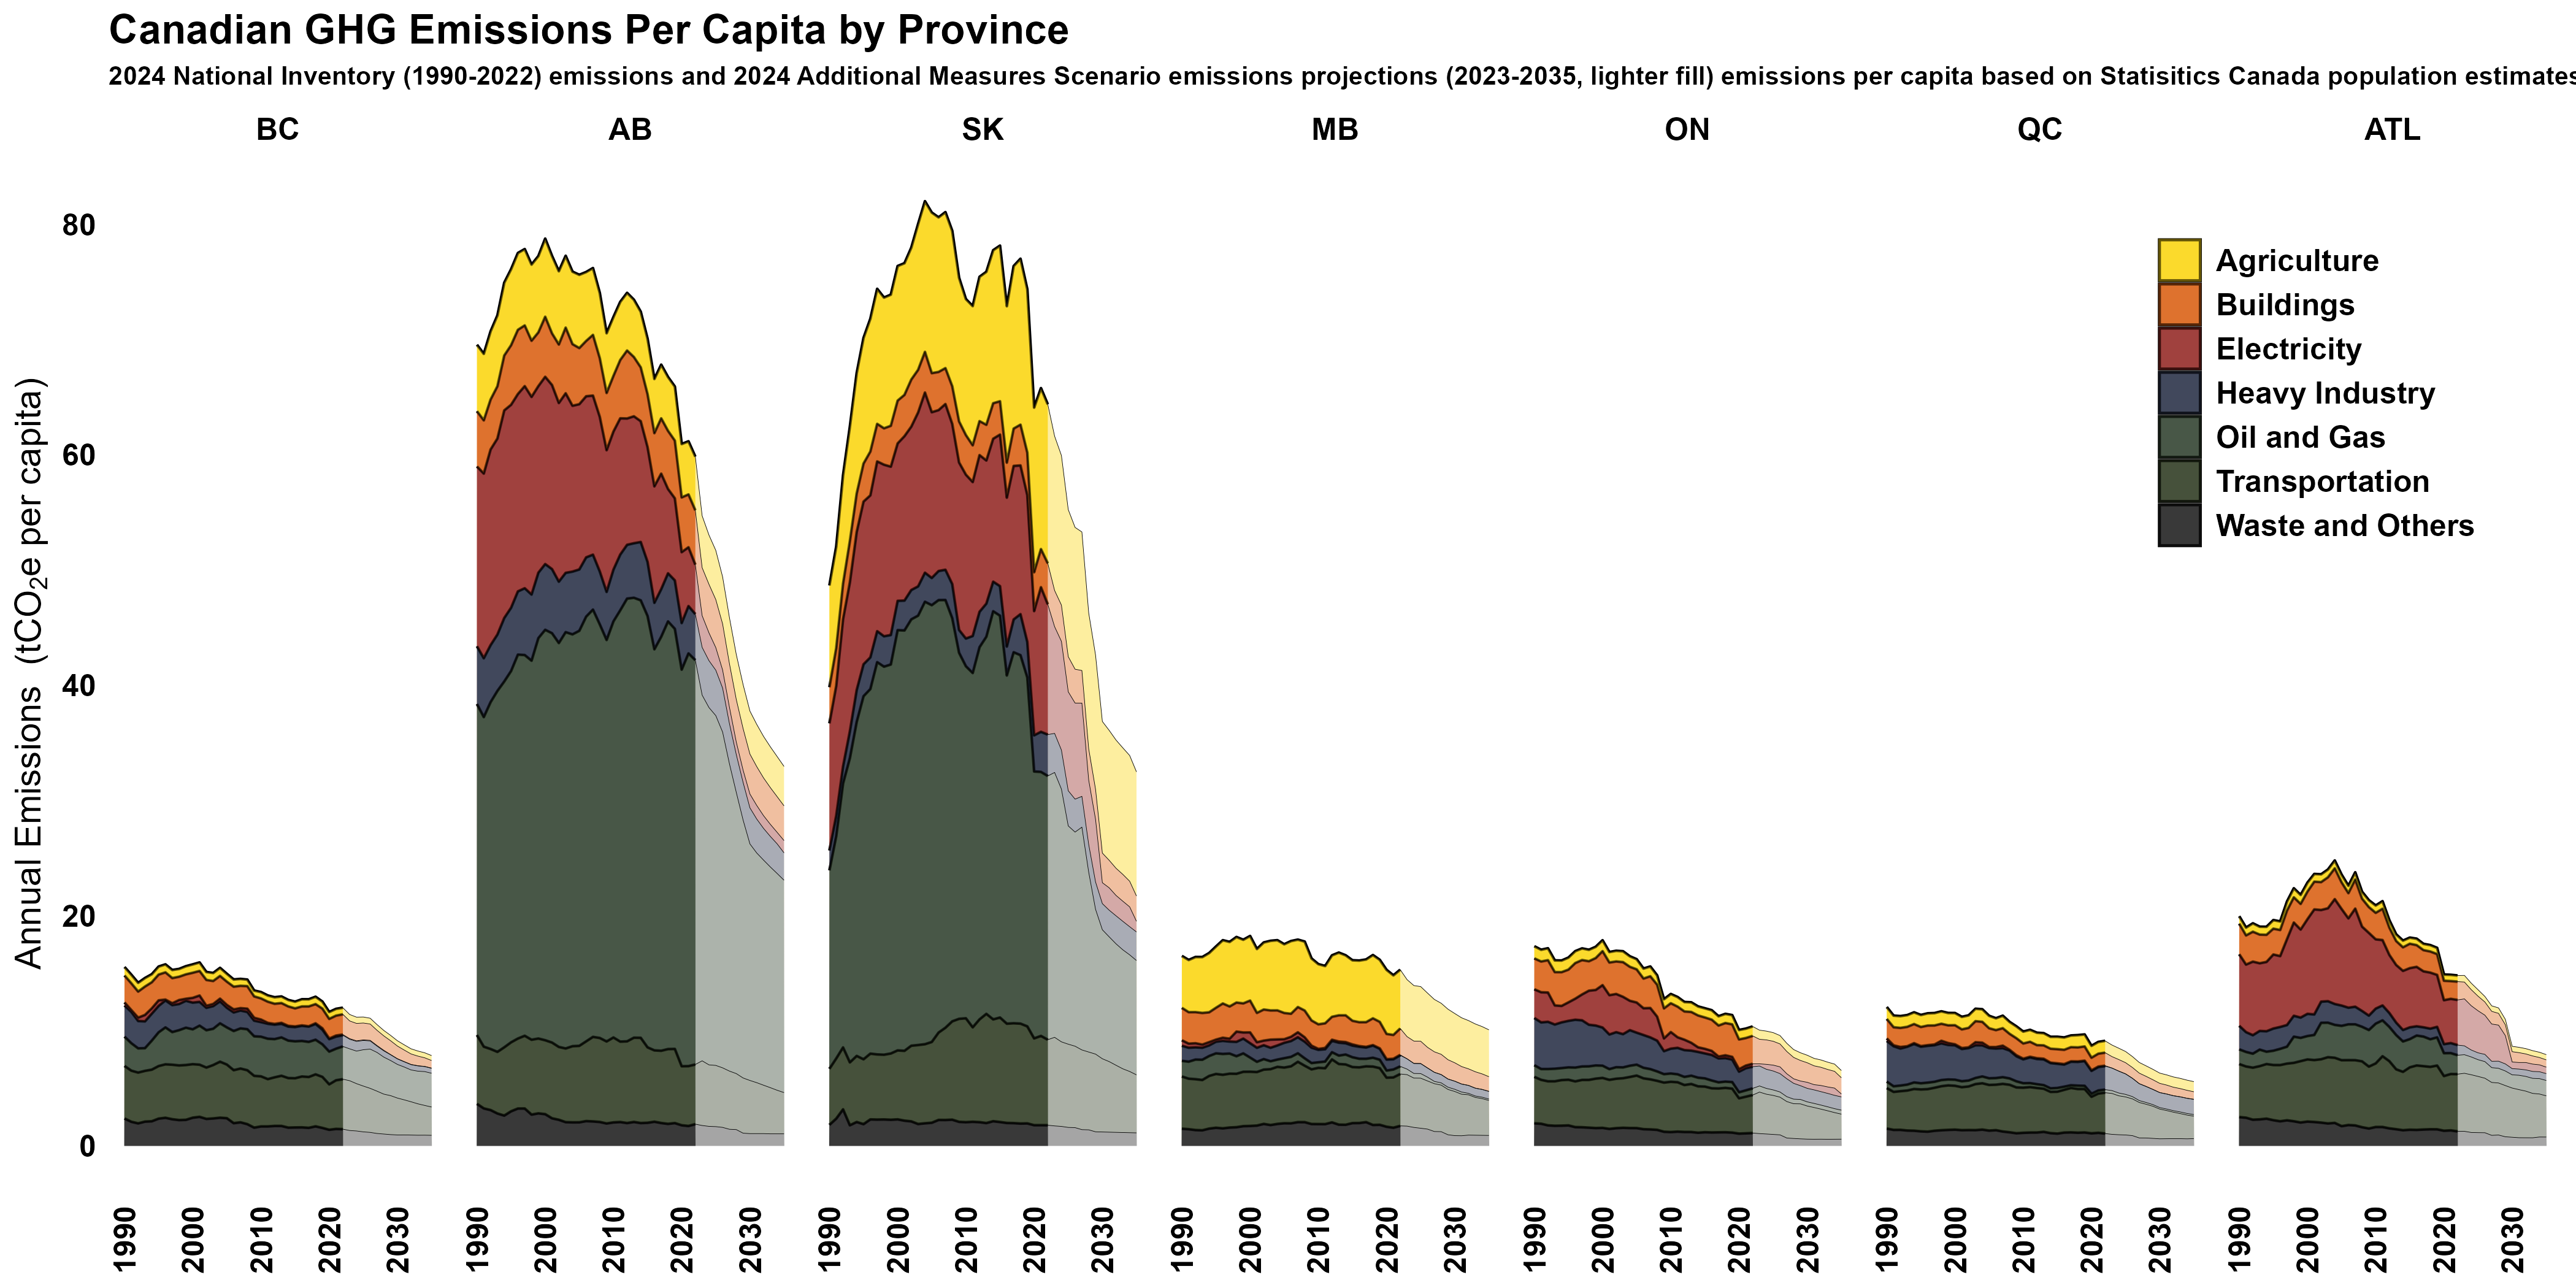 Canadian GHG Emissions Per Capita by Province
2024 National Inventory (1990-2022) emissions and 2024 Additional Measures Scenario emissions projections (2023-2035, lighter fill) emissions per capita based on Statisitics Canada population estimates
BC AB SK MB ON QC ATL
Annual Emissions (tCO₂e per capita)
80
60
40
20
0
Agriculture
Buildings
Electricity
Heavy Industry
Oil and Gas
Transportation
Waste and Others
1990 2000 2010 2020 2030 1990 2000 2010 2020 2030 1990 2000 2010 2020 2030 1990 2000 2010 2020 2030 1990 2000 2010 2020 2030 1990 2000 2010 2020 2030 1990 2000 2010 2020 2030